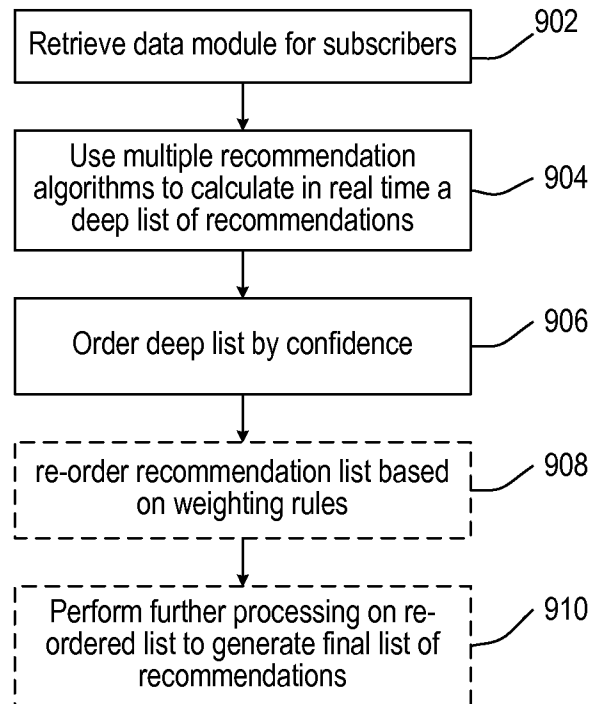 Retrieve data module for subscribers
902
Use multiple recommendation
algorithms to calculate in real time a
deep list of recommendations
904
Order deep list by confidence
906
re-order recommendation list based
on weighting rules
908
Perform further processing on re-
ordered list to generate final list of
recommendations
910